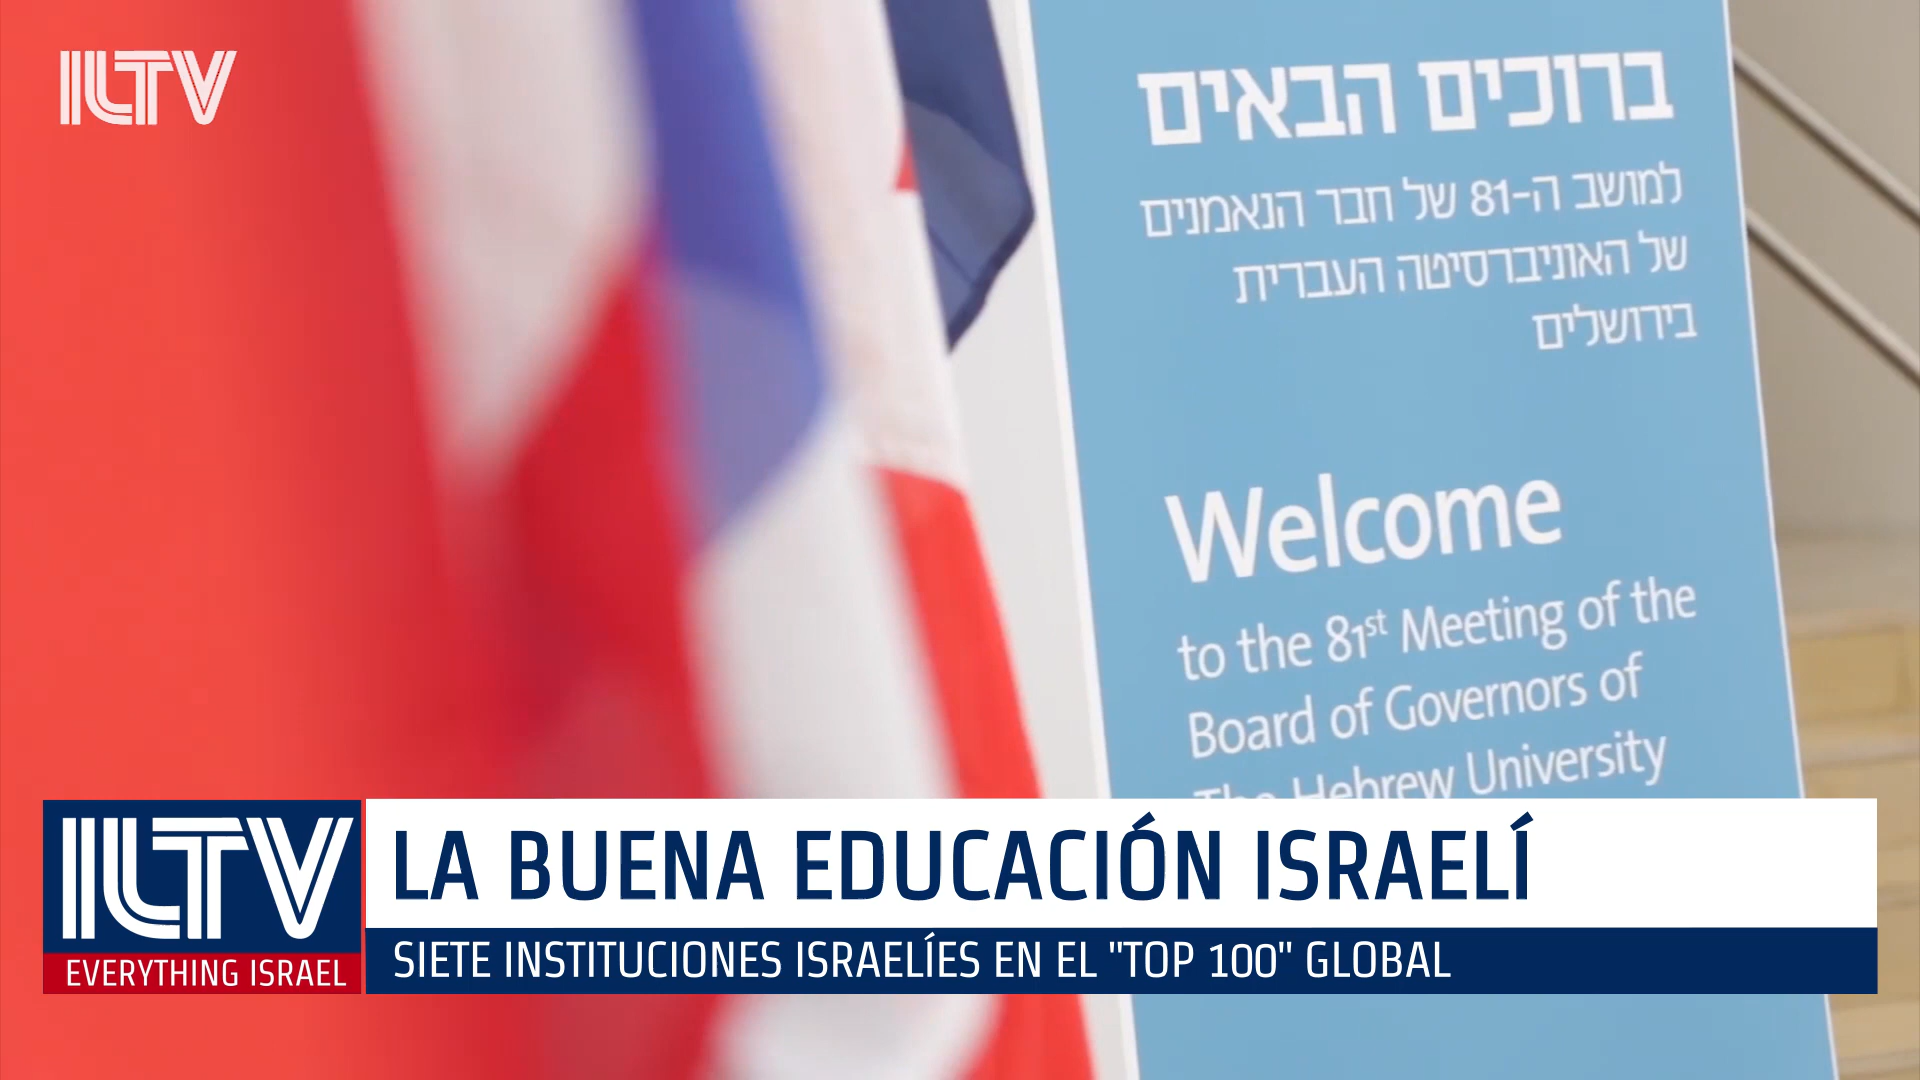 ILTV
ברוכים הבאים
למושב ה-81 של חבר הנאמנים
של האוניברסיטה העברית
בירושלים
Welcome
to the 81st Meeting of the
Board of Governors of
The Hebrew University
ILTV
EVERYTHING ISRAEL
LA BUENA EDUCACIÓN ISRAELÍ
SIETE INSTITUCIONES ISRAELÍES EN EL "TOP 100" GLOBAL